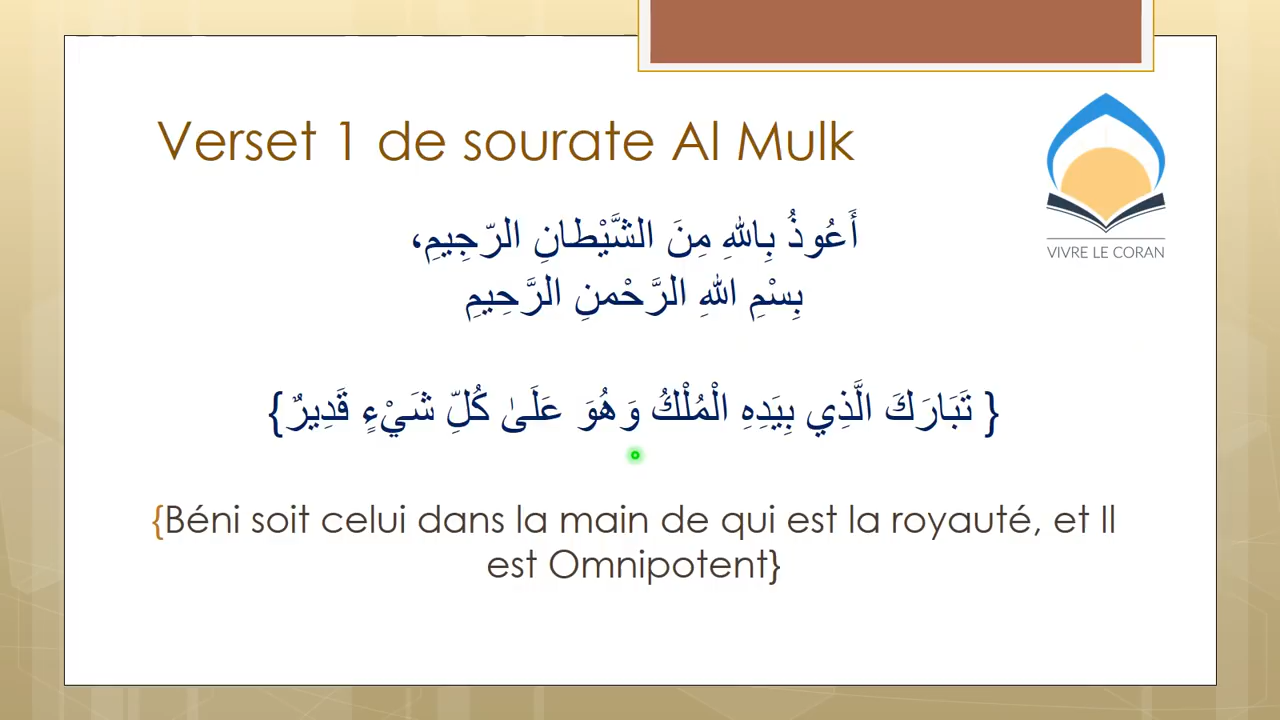 Verset 1 de sourate Al Mulk
أَعُوذُ بِاللهِ مِنَ الشَّيْطانِ الرّجِيمِ،
بِسْمِ اللهِ الرَّحْمنِ الرَّحِيمِ
{ تَبَارَكَ الَّذِي بِيَدِهِ الْمُلْكُ وَهُوَ عَلَىٰ كُلِّ شَيْءٍ قَدِيرٌ}
{Béni soit celui dans la main de qui est la royauté, et Il
est Omnipotent}
VIVRE LE CORAN